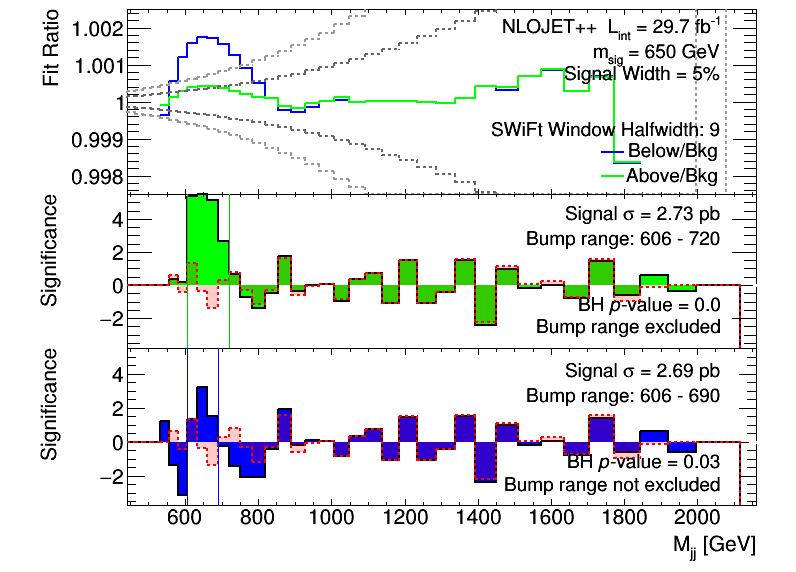 Fit Ratio
1.002
1.001
1
0.999
0.998
NLOJET++ L_int = 29.7 fb⁻¹
m_sig = 650 GeV
Signal Width = 5%
SWiFt Window Halfwidth: 9
Below/Bkg
Above/Bkg
Significance
4
2
0
−2
Signal σ = 2.73 pb
Bump range: 606 - 720
BH p-value = 0.0
Bump range excluded
Significance
4
2
0
−2
Signal σ = 2.69 pb
Bump range: 606 - 690
BH p-value = 0.03
Bump range not excluded
600 800 1000 1200 1400 1600 1800 2000
M_jj [GeV]